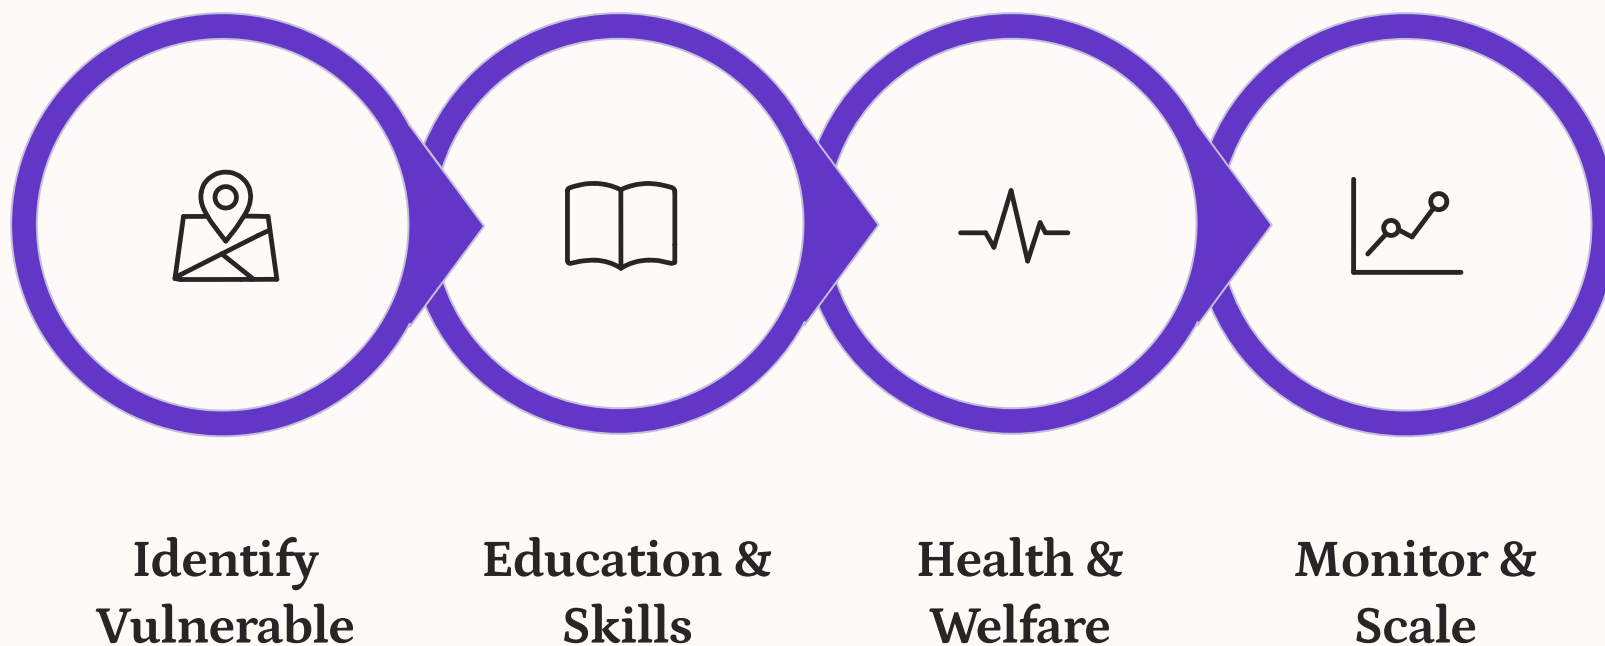 Identify
Vulnerable
Education &
Skills
Health &
Welfare
Monitor &
Scale